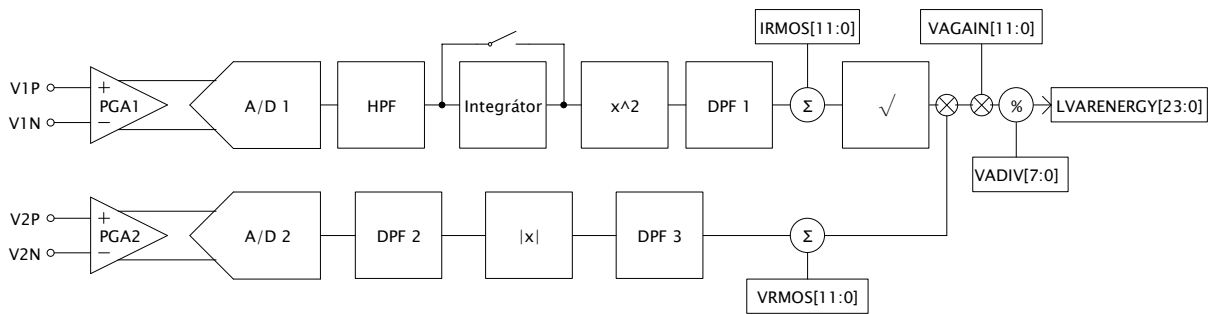 IRMOS[11:0]
VAGAIN[11:0]
V1P
V1N
+
PGA1
−
A/D 1
HPF
Integrátor
x^2
DPF 1
Σ
√
%
LVARENERGY[23:0]
VADIV[7:0]
V2P
V2N
+
PGA2
−
A/D 2
DPF 2
|x|
DPF 3
Σ
VRMOS[11:0]